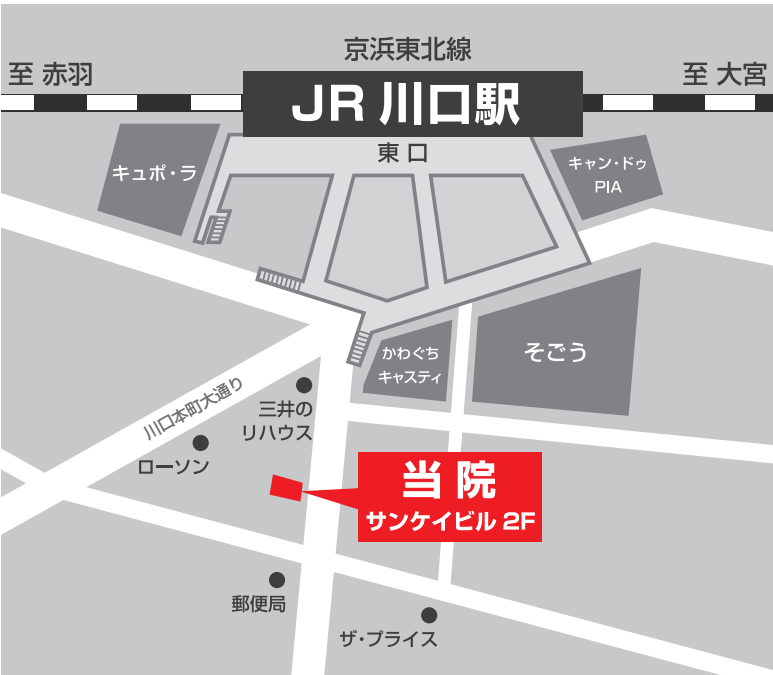 京浜東北線
至 赤羽
至 大宮
JR 川口駅
東 口
キュポ・ラ
キャン・ドゥ
PIA
かわぐち
キャスティ
そごう
川口本町大通り
三井の
リハウス
ローソン
当 院
サンケイビル 2F
郵便局
ザ・プライス